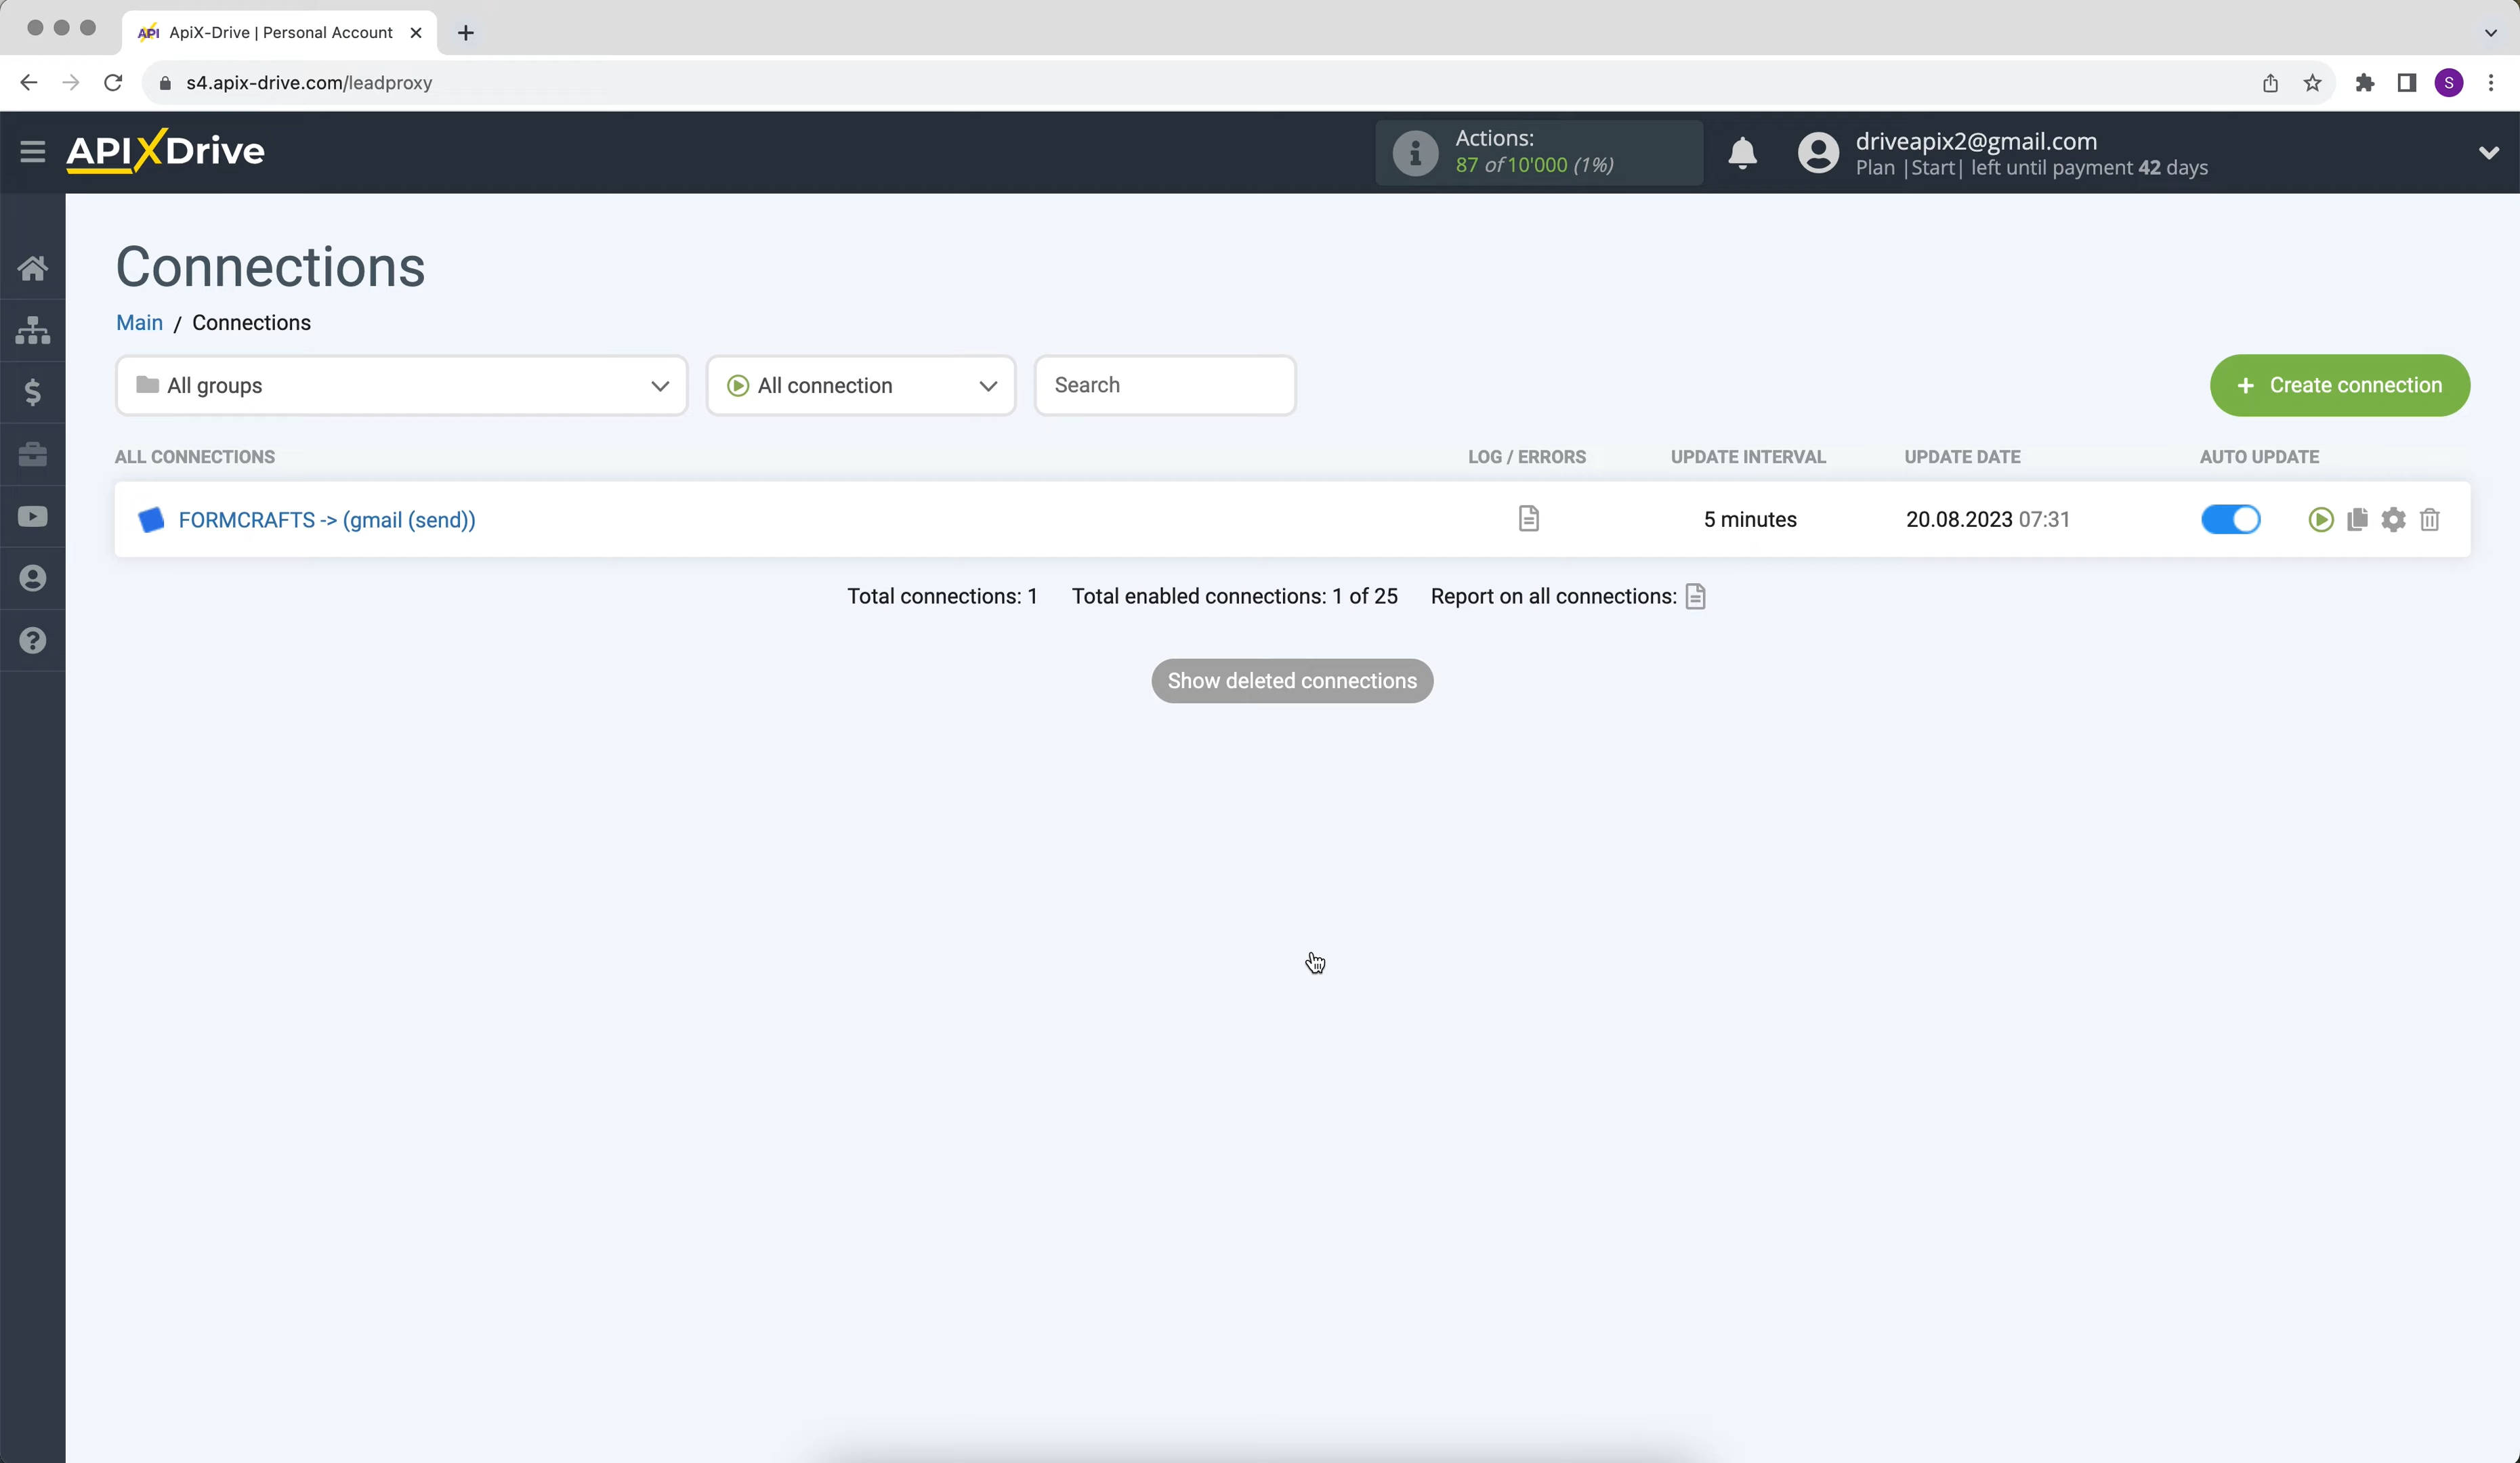 ApiX-Drive | Personal Account
s4.apix-drive.com/leadproxy
S
APIXDrive
Actions:
87 of 10'000 (1%)
driveapix2@gmail.com
Plan |Start| left until payment 42 days
Connections
Main / Connections
All groups
All connection
Search
+ Create connection
ALL CONNECTIONS
LOG / ERRORS
UPDATE INTERVAL
UPDATE DATE
AUTO UPDATE
FORMCRAFTS -> (gmail (send))
5 minutes
20.08.2023 07:31
Total connections: 1
Total enabled connections: 1 of 25
Report on all connections:
Show deleted connections